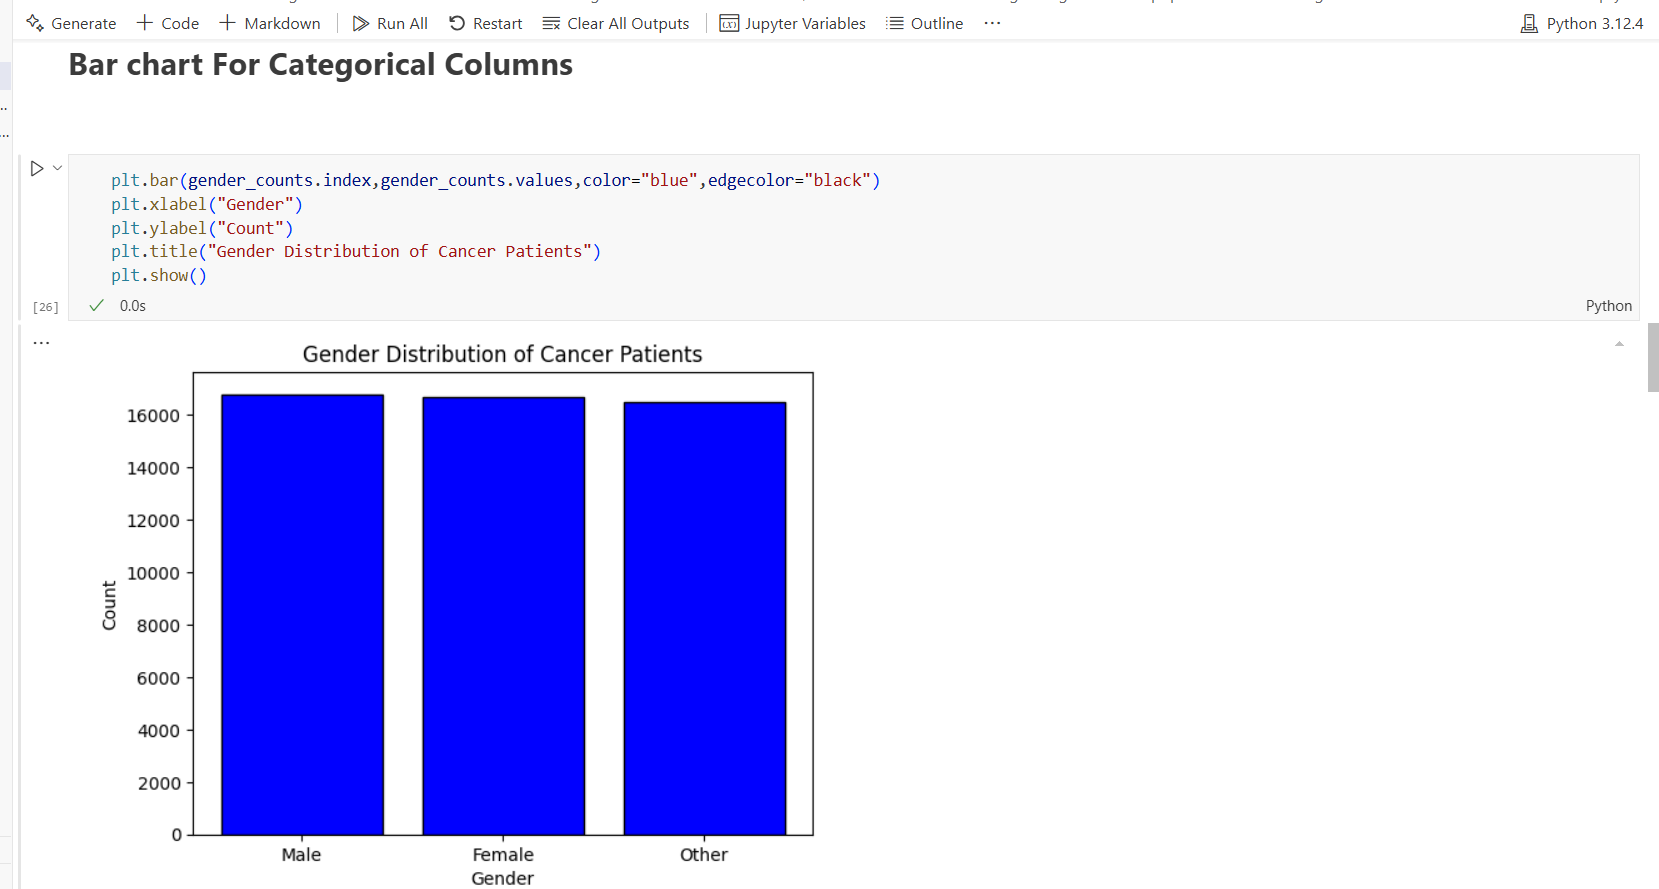 Generate + Code + Markdown Run All Restart Clear All Outputs Jupyter Variables Outline ... Python 3.12.4
Bar chart For Categorical Columns
plt.bar(gender_counts.index,gender_counts.values,color="blue",edgecolor="black")
plt.xlabel("Gender")
plt.ylabel("Count")
plt.title("Gender Distribution of Cancer Patients")
plt.show()
[26] ✓ 0.0s Python
...
Gender Distribution of Cancer Patients
16000
14000
12000
10000
8000
6000
4000
2000
0
Count
Male Female Other
Gender